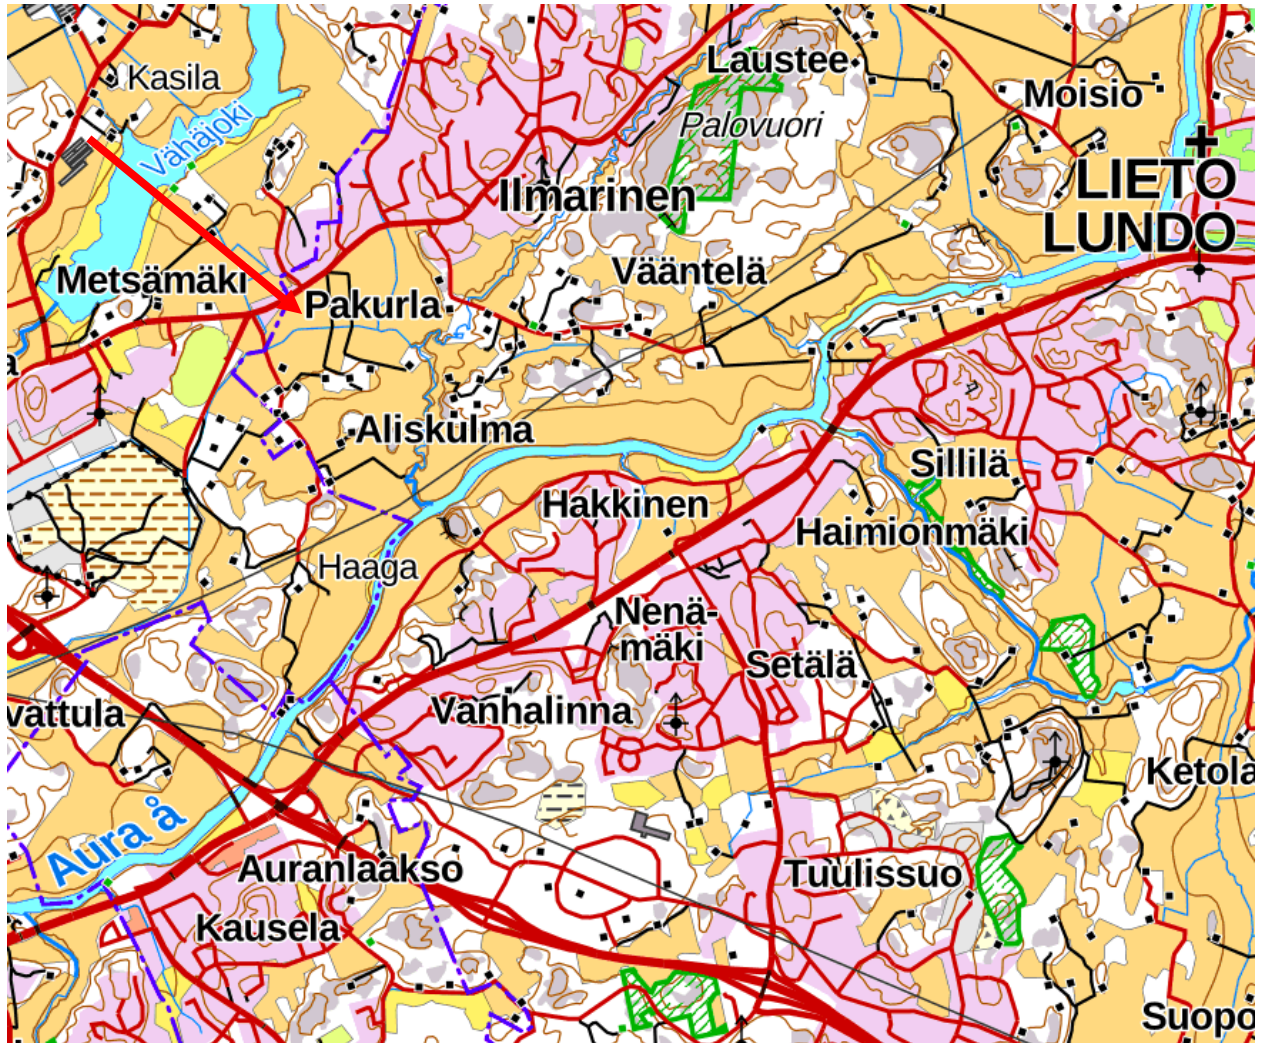 Laustee
Kasila
Moisio
Palovuori
Vähäjoki
LIETO
LUNDO
Ilmarinen
Metsämäki
Vääntelä
Pakurla
Aliskulma
Sillilä
Hakkinen
Haimionmäki
Haaga
Nenä-
mäki
Setälä
vattula
Vanhalinna
Ketola
Aura å
Auranlaakso
Tuulissuo
Kausela
Suopo